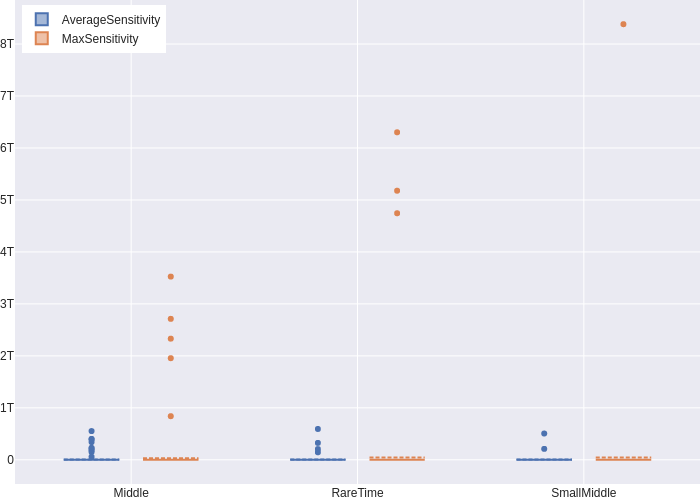 AverageSensitivity
MaxSensitivity
8T
7T
6T
5T
4T
3T
2T
1T
0
Middle RareTime SmallMiddle